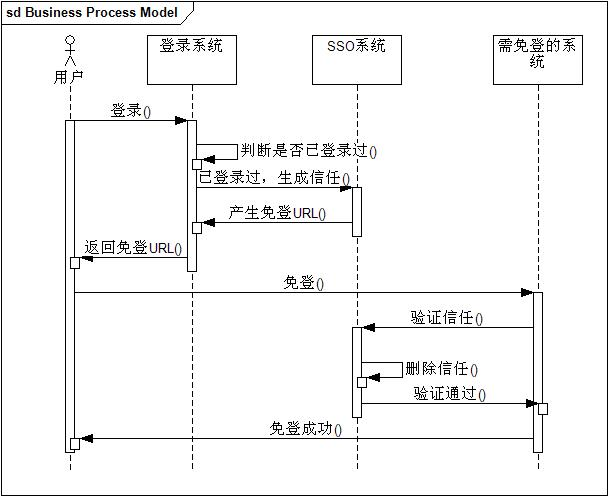 sd Business Process Model
用户
登录系统
SSO系统
需免登的系
统
登录()
判断是否已登录过()
已登录过，生成信任()
产生免登URL()
返回免登URL()
免登()
验证信任()
删除信任()
验证通过()
免登成功()